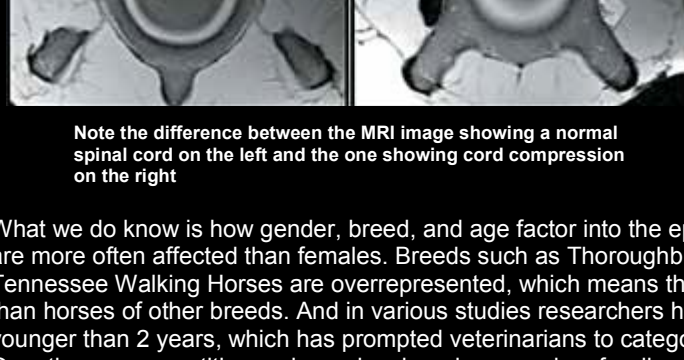 Note the difference between the MRI image showing a normal
spinal cord on the left and the one showing cord compression
on the right
What we do know is how gender, breed, and age factor into the
are more often affected than females. Breeds such as
Tennessee Walking Horses are overrepresented, which means
than horses of other breeds. And in various studies researchers
younger than 2 years, which has prompted veterinarians to